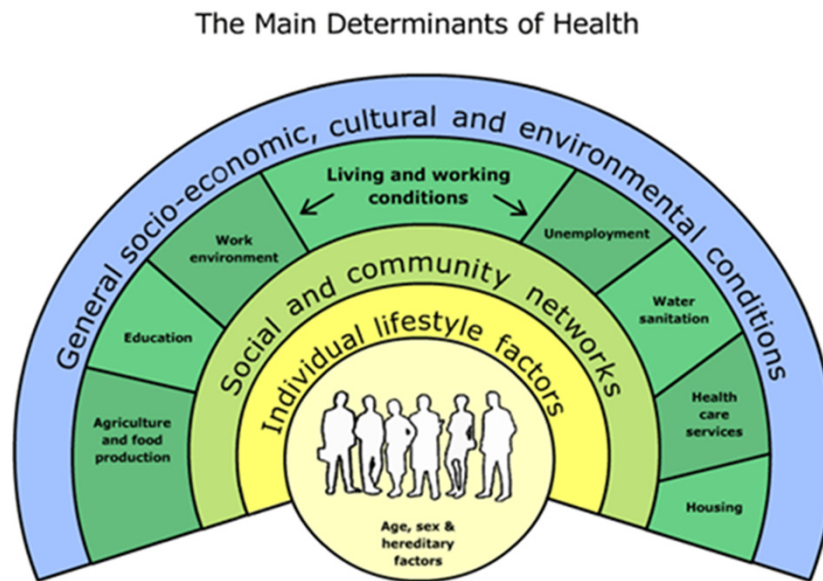 The Main Determinants of Health
General socio-economic, cultural and environmental conditions
Living and working
conditions
Work
environment
Unemployment
Education
Water
sanitation
Agriculture
and food
production
Health
care
services
Housing
Social and community networks
Individual lifestyle factors
Age, sex &
hereditary
factors